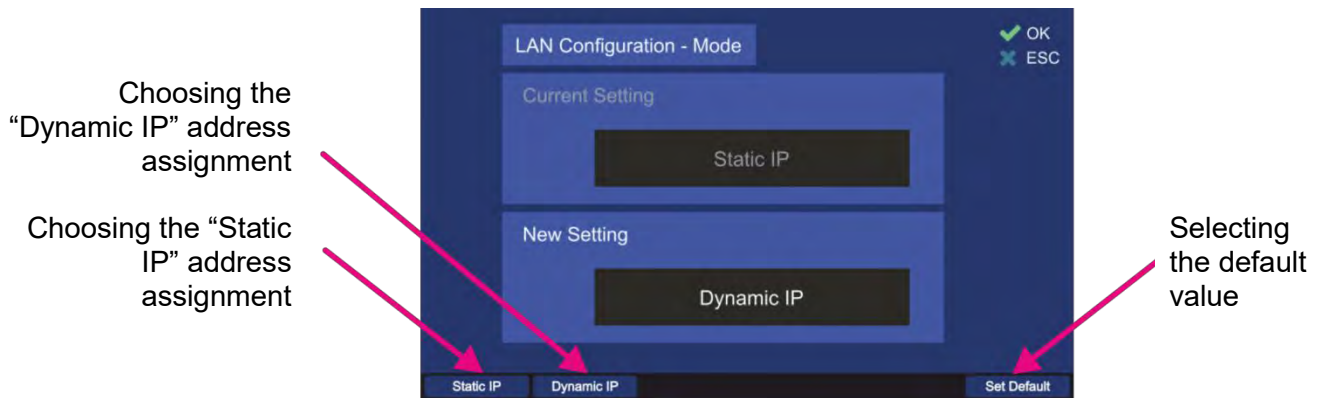 Choosing the
“Dynamic IP” address
assignment
Choosing the “Static
IP” address
assignment
LAN Configuration - Mode
OK
ESC
Current Setting
Static IP
New Setting
Dynamic IP
Static IP
Dynamic IP
Set Default
Selecting
the default
value